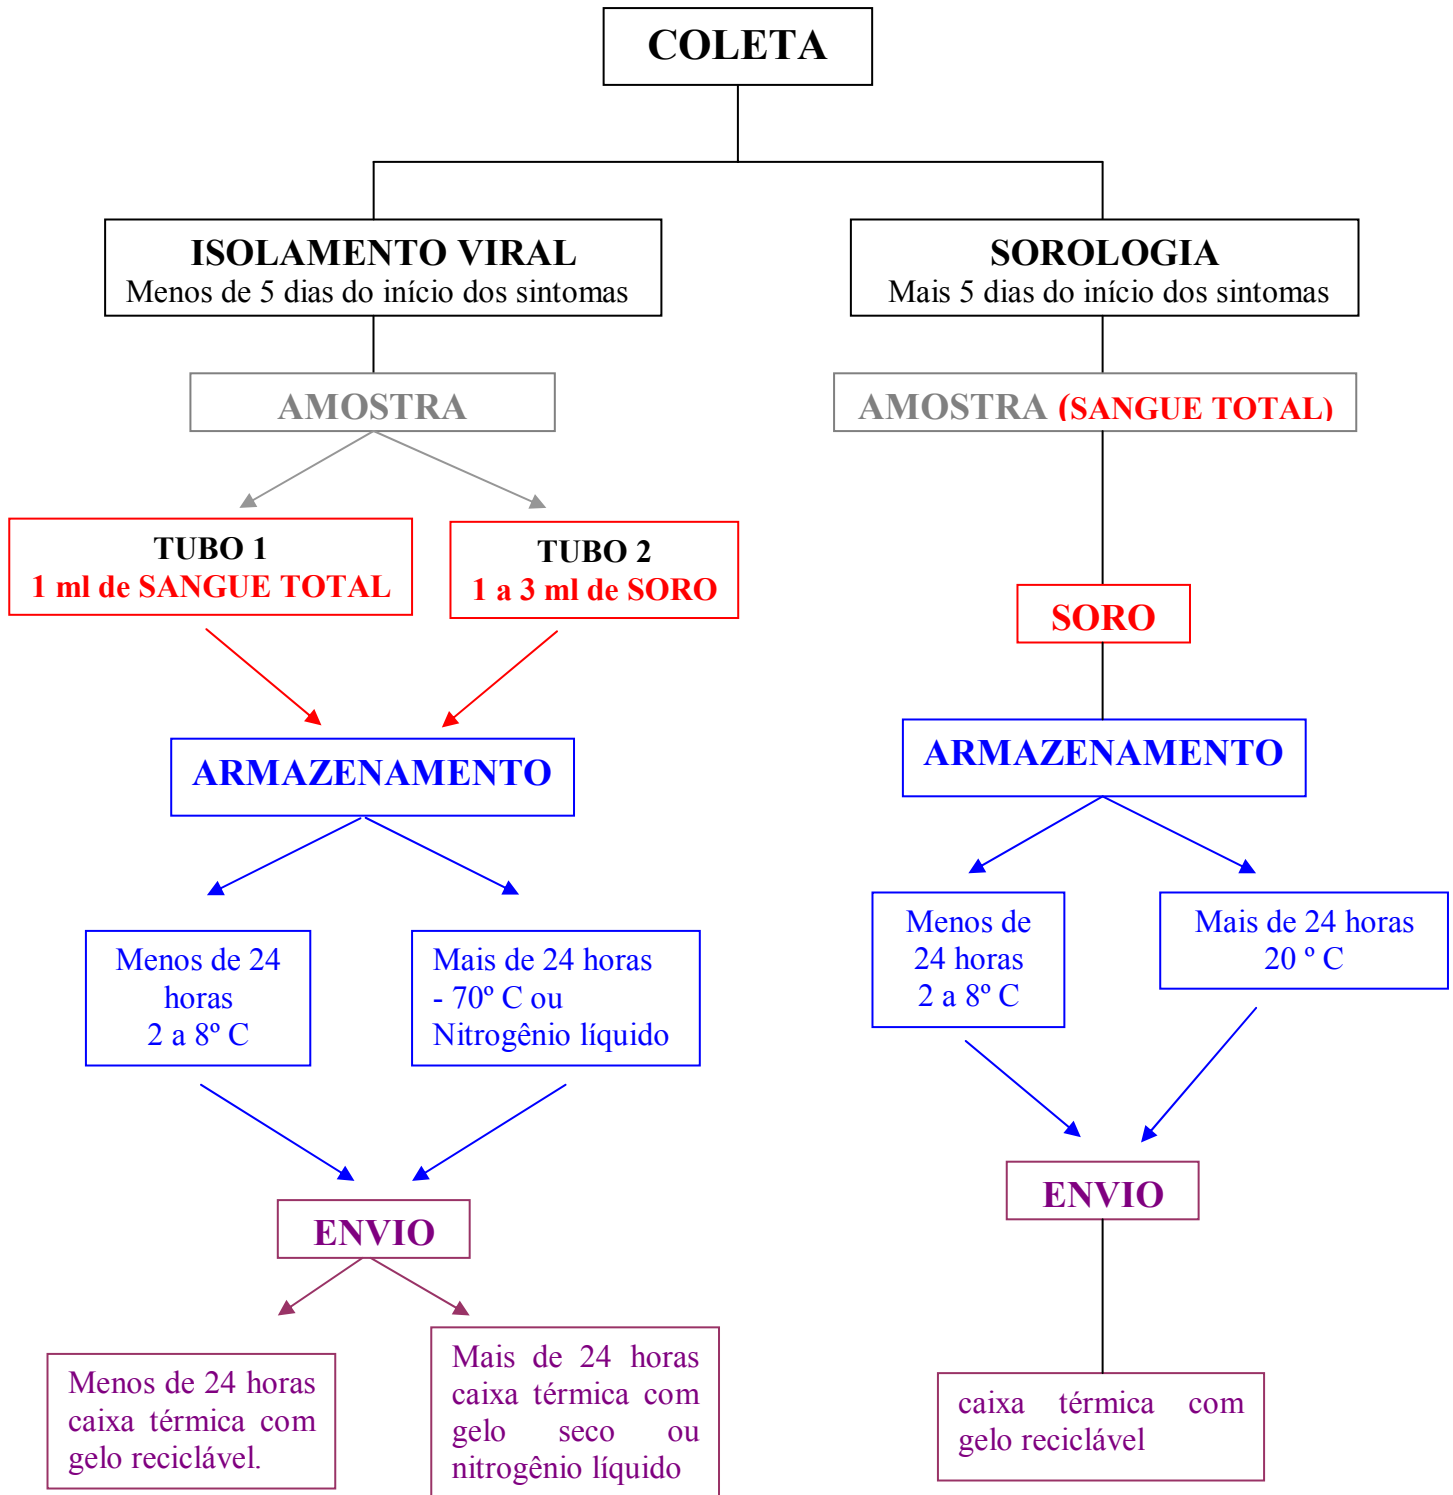 COLETA
ISOLAMENTO VIRAL
Menos de 5 dias do início dos sintomas
SOROLOGIA
Mais 5 dias do início dos sintomas
AMOSTRA
AMOSTRA (SANGUE TOTAL)
TUBO 1
1 ml de SANGUE TOTAL
TUBO 2
1 a 3 ml de SORO
SORO
ARMAZENAMENTO
ARMAZENAMENTO
Menos de 24
horas
2 a 8º C
Mais de 24 horas
- 70º C ou
Nitrogênio líquido
Menos de
24 horas
2 a 8º C
Mais de 24 horas
20 º C
ENVIO
ENVIO
Menos de 24 horas
caixa térmica com
gelo reciclável.
Mais de 24 horas
caixa térmica com
gelo seco ou
nitrogênio líquido
caixa térmica com
gelo reciclável